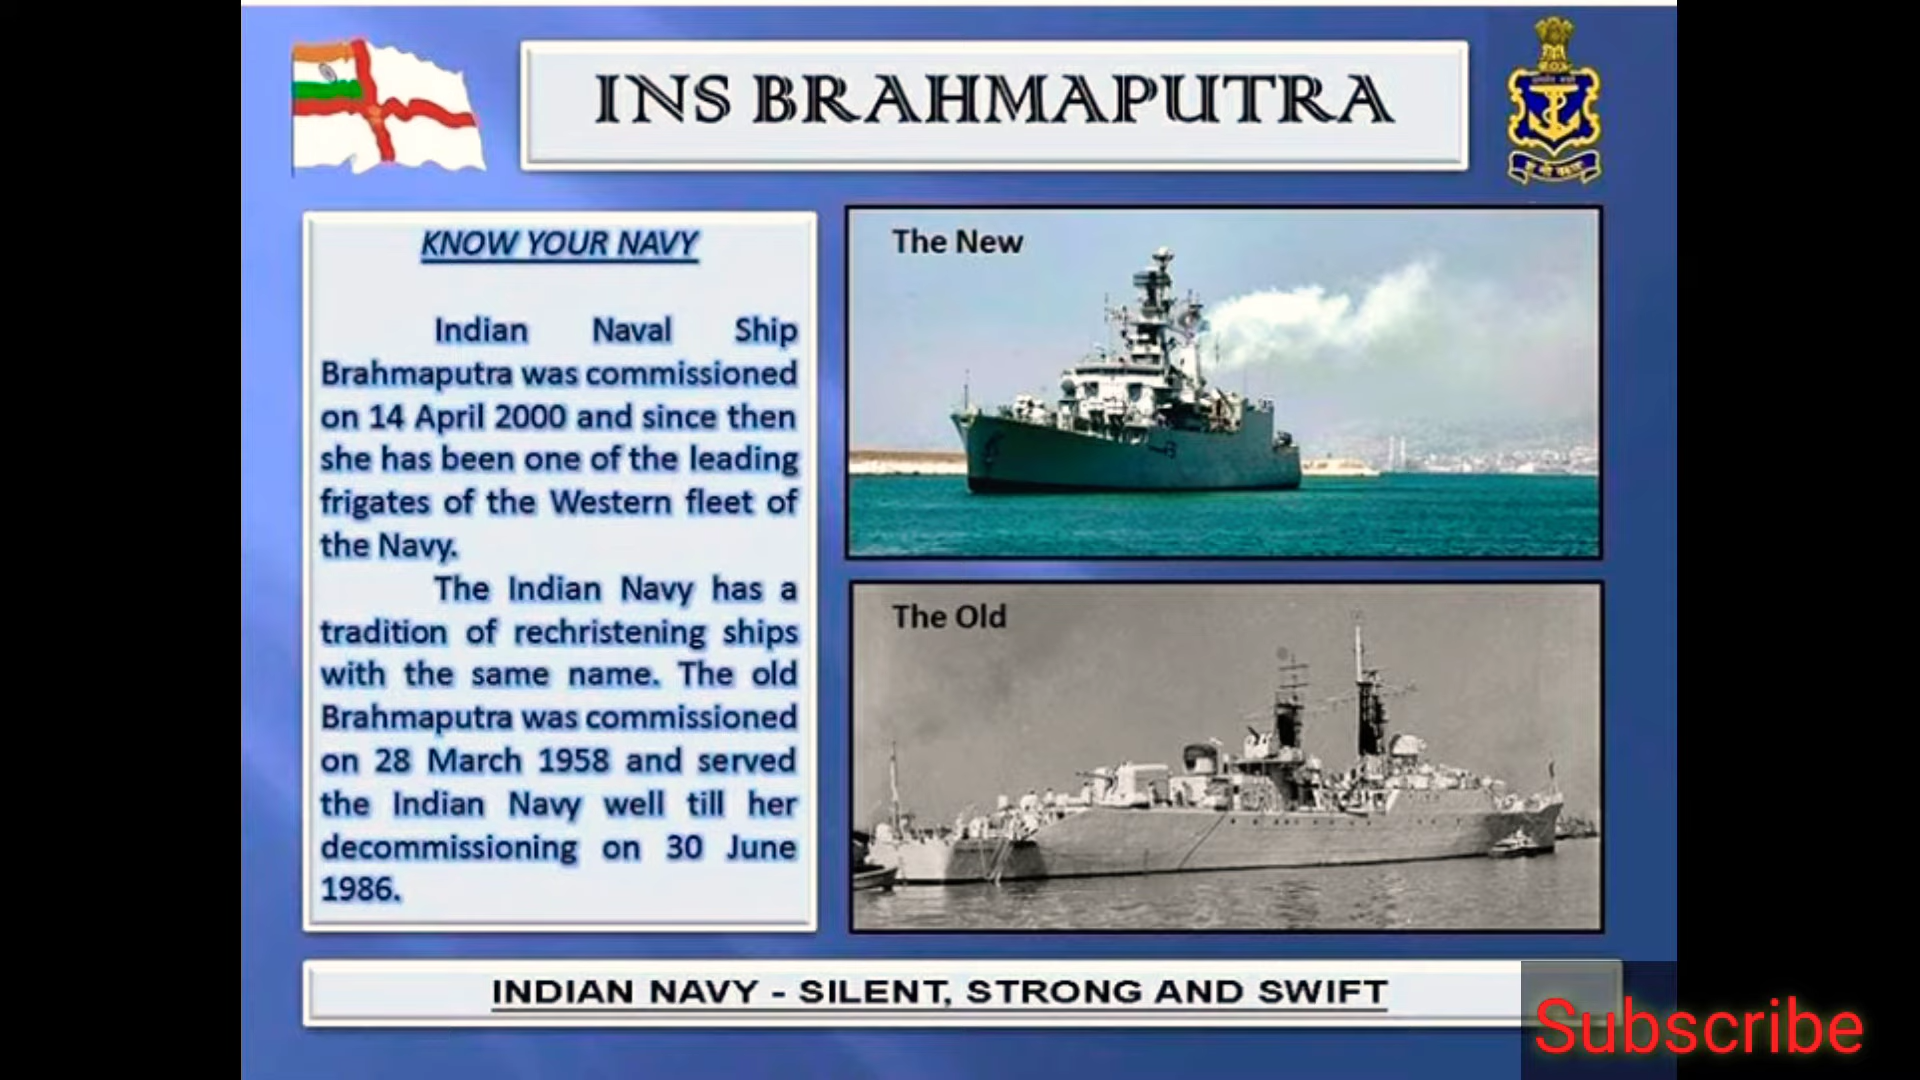 INS BRAHMAPUTRA
KNOW YOUR NAVY
Indian Naval Ship
Brahmaputra was commissioned
on 14 April 2000 and since then
she has been one of the leading
frigates of the Western fleet of
the Navy.
The Indian Navy has a
tradition of rechristening ships
with the same name. The old
Brahmaputra was commissioned
on 28 March 1958 and served
the Indian Navy well till her
decommissioning on 30 June
1986.
The New
The Old
INDIAN NAVY - SILENT, STRONG AND SWIFT
Subscribe